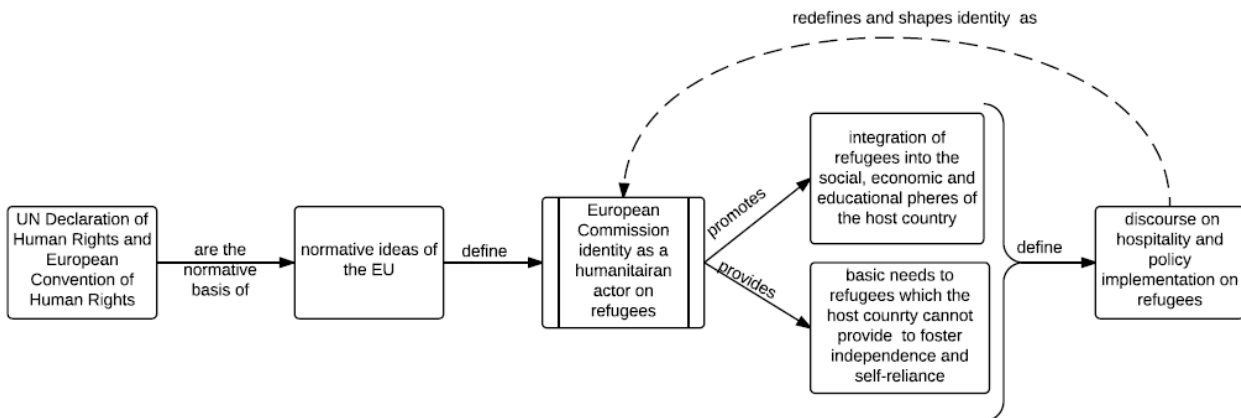 redefines and shapes identity as
UN Declaration of
Human Rights and
European
Convention of
Human Rights
are the
normative
basis of
normative ideas of
the EU
define
European
Commission
identity as a
humanitairan
actor on
refugees
promotes
provides
integration of
refugees into the
social, economic and
educational pheres of
the host country
basic needs to
refugees which the
host counrty cannot
provide to foster
independence and
self-reliance
define
discourse on
hospitality and
policy
implementation on
refugees